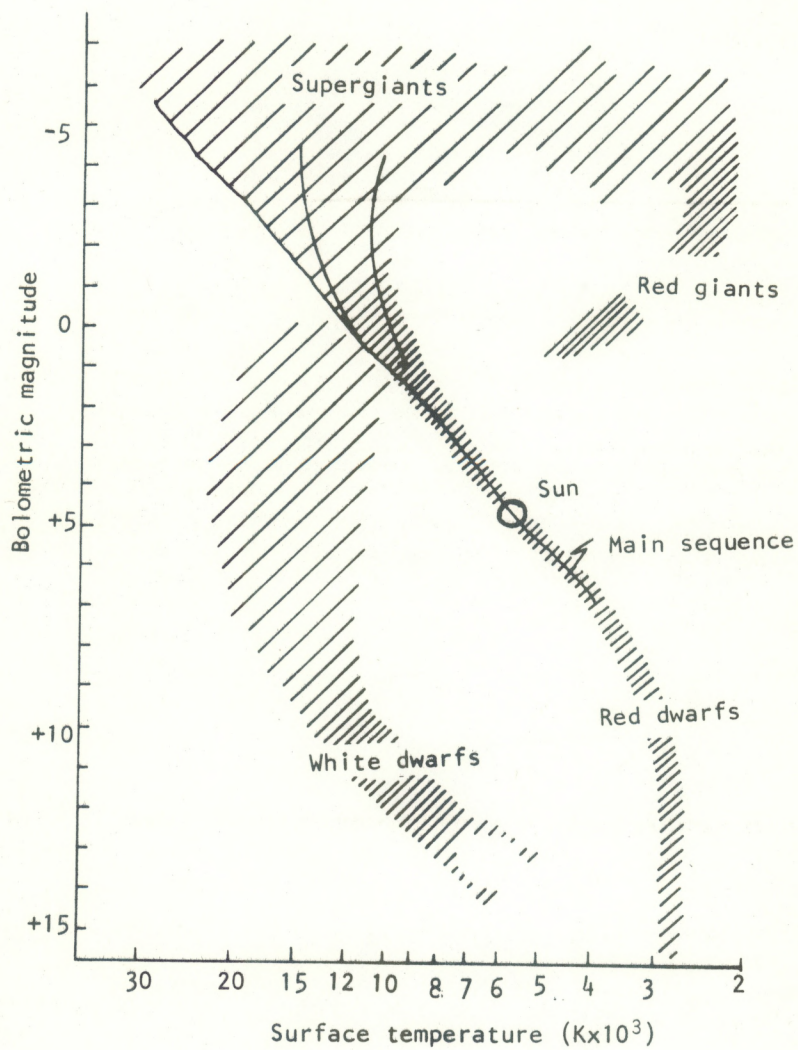 Supergiants
-5
Red giants
0
Bolometric magnitude
Sun
+5
Main sequence
Red dwarfs
+10
White dwarfs
+15
30 20 15 12 10 8 7 6 5 4 3 2
Surface temperature (Kx10³)